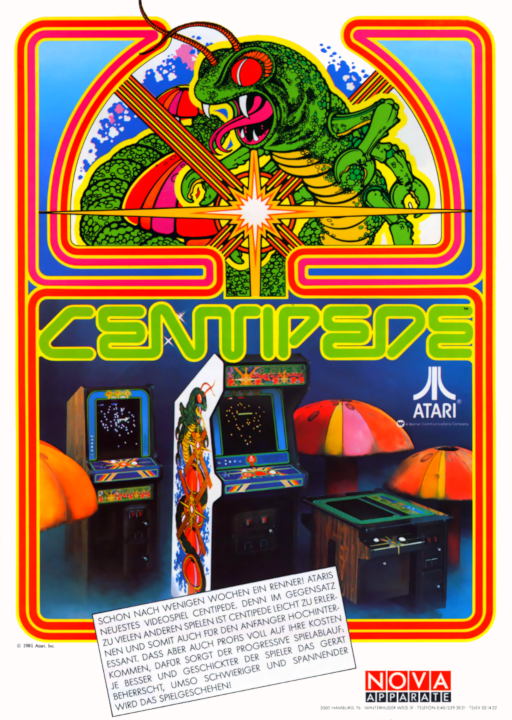 CENTIPEDE
ATARI®
A Warner Communications Company
SCHON NACH WENIGEN WOCHEN EIN RENNER! ATARIS
NEUESTES VIDEOSPIEL CENTIPEDE. DENN IM GEGENSATZ
ZU VIELEN ANDEREN SPIELEN IST CENTIPEDE LEICHT ZU ERLER-
NEN UND SOMIT AUCH FÜR DEN ANFÄNGER HOCHINTER-
ESSANT. DASS ABER AUCH PROFIS VOLL AUF IHRE KOSTEN
KOMMEN, DAFÜR SORGT DER PROGRESSIVE SPIELABLAUF:
JE BESSER UND GESCHICKTER DER SPIELER DAS GERÄT
BEHERRSCHT, UMSO SCHWIERIGER UND SPANNENDER
WIRD DAS SPIELGESCHEHEN!
Atari, Inc.
NOVA
APPARATE
2000 HAMBURG 76